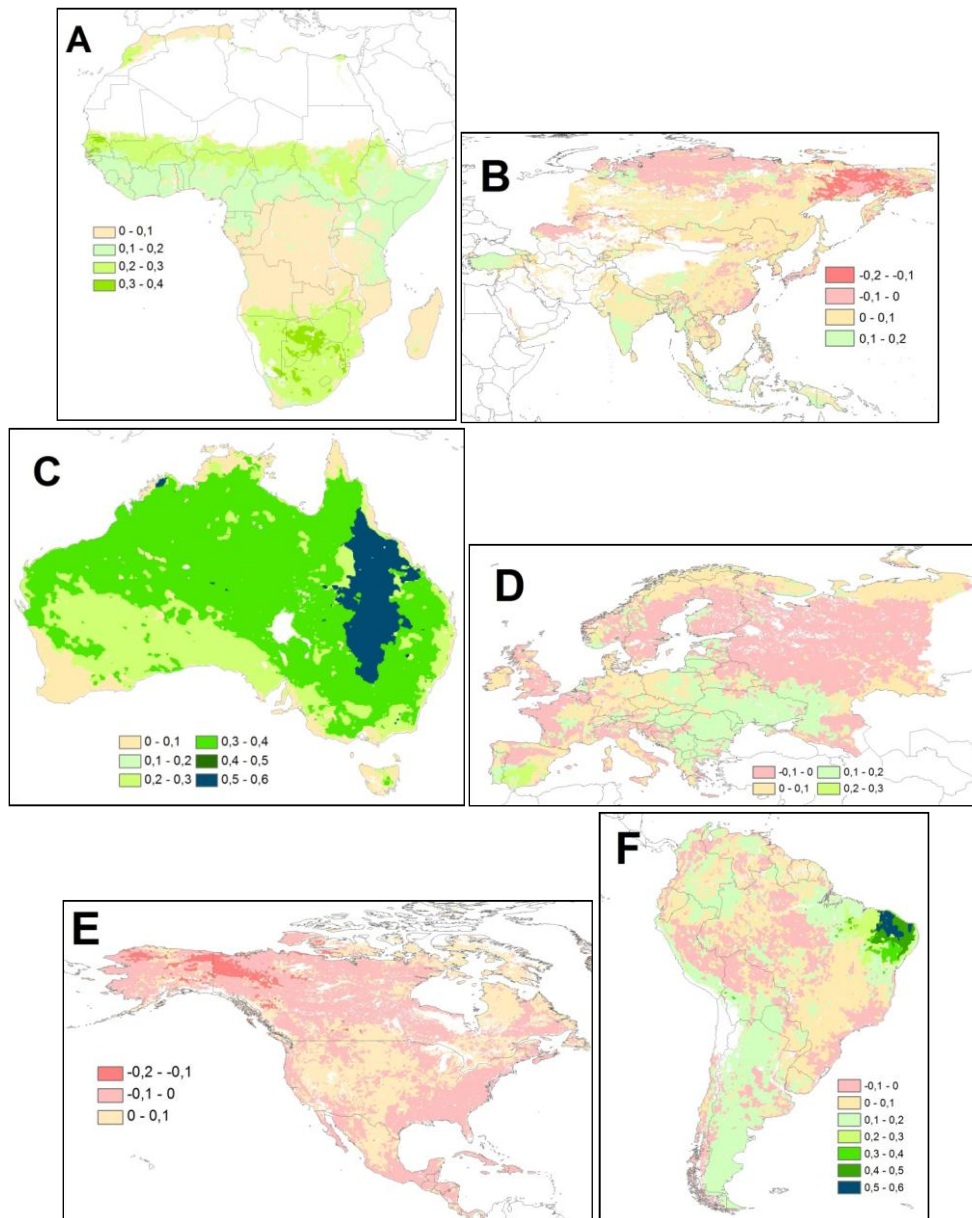 A
0 - 0,1
0,1 - 0,2
0,2 - 0,3
0,3 - 0,4
B
-0,2 - -0,1
-0,1 - 0
0 - 0,1
0,1 - 0,2
C
0 - 0,1 0,3 - 0,4
0,1 - 0,2 0,4 - 0,5
0,2 - 0,3 0,5 - 0,6
D
-0,1 - 0 0,1 - 0,2
0 - 0,1 0,2 - 0,3
E
-0,2 - -0,1
-0,1 - 0
0 - 0,1
F
-0,1 - 0
0 - 0,1
0,1 - 0,2
0,2 - 0,3
0,3 - 0,4
0,4 - 0,5
0,5 - 0,6